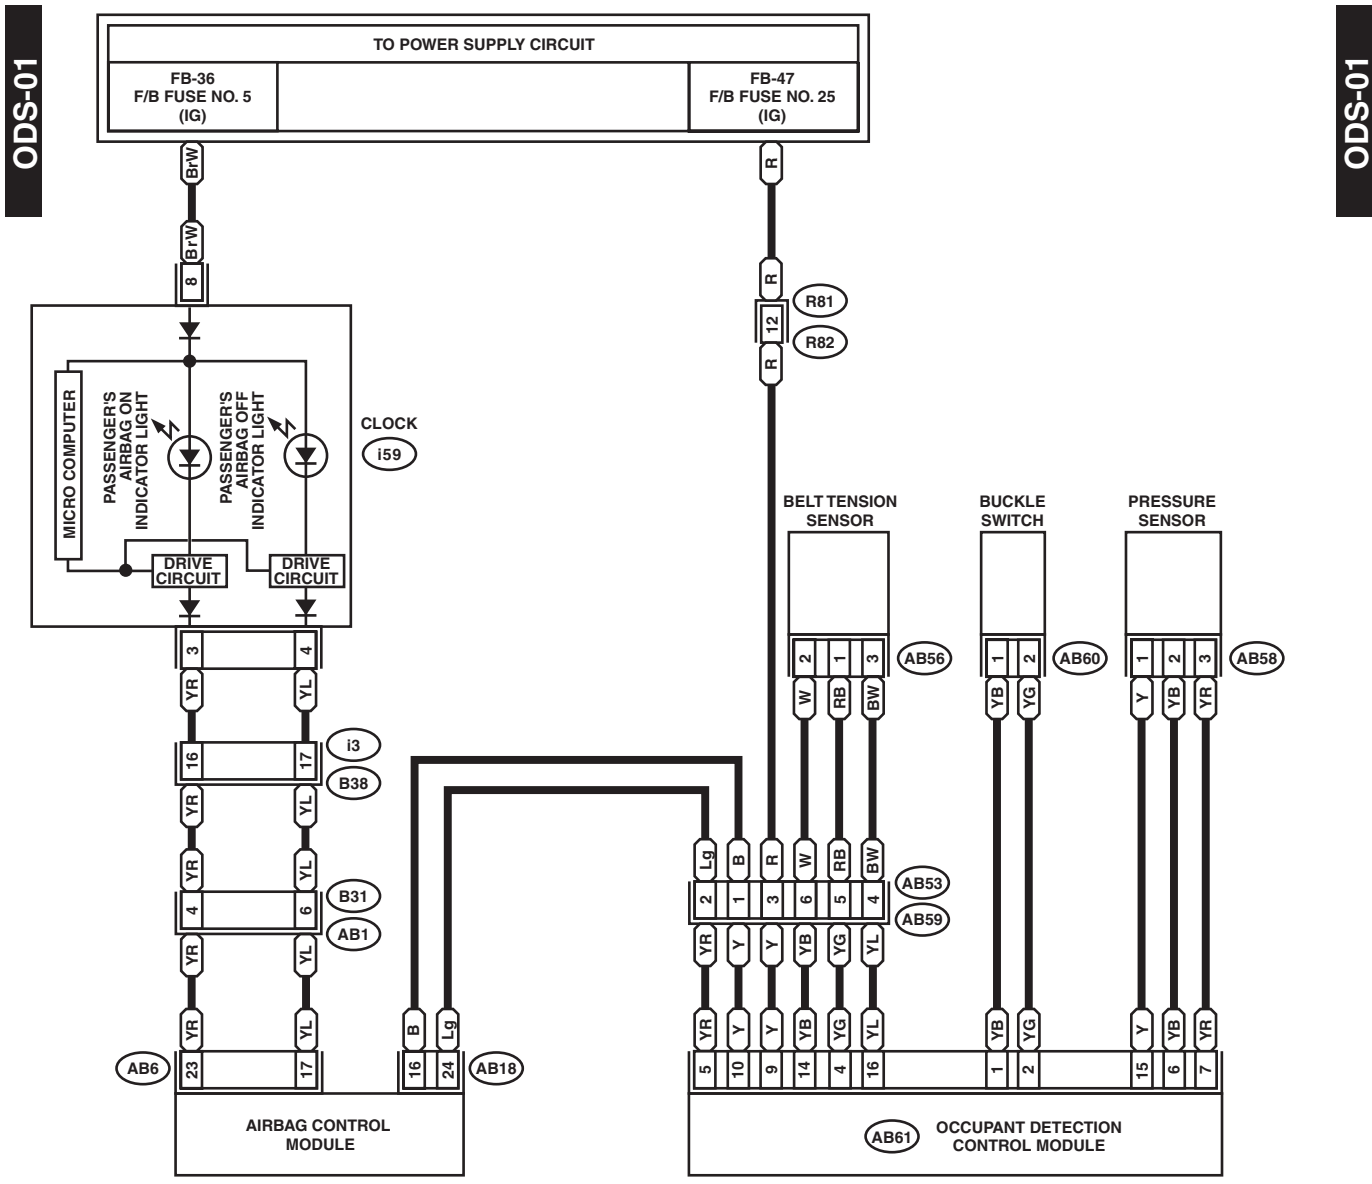 ODS-01
ODS-01
TO POWER SUPPLY CIRCUIT
FB-36
F/B FUSE NO. 5
(IG)
FB-47
F/B FUSE NO. 25
(IG)
BrW
R
BrW
R
8
12
R81
R82
R
MICRO COMPUTER
PASSENGER'S
AIRBAG ON
INDICATOR LIGHT
PASSENGER'S
AIRBAG OFF
INDICATOR LIGHT
CLOCK
i59
DRIVE
CIRCUIT
DRIVE
CIRCUIT
BELT TENSION
SENSOR
BUCKLE
SWITCH
PRESSURE
SENSOR
3
4
2
1
3
AB56
1
2
AB60
1
2
3
AB58
YR
YL
W
RB
BW
YB
YG
Y
YB
YR
16
17
i3
B38
YR
YL
YR
YL
Lg
B
R
W
RB
BW
4
6
B31
AB1
2
1
3
6
5
4
AB53
AB59
YR
YL
YR
Y
Y
YB
YG
YL
YR
YL
B
Lg
YR
Y
Y
YB
YG
YL
YB
YG
Y
YB
YR
AB6
23
17
16
24
AB18
5
10
9
14
4
16
1
2
15
6
7
AIRBAG CONTROL
MODULE
AB61
OCCUPANT DETECTION
CONTROL MODULE